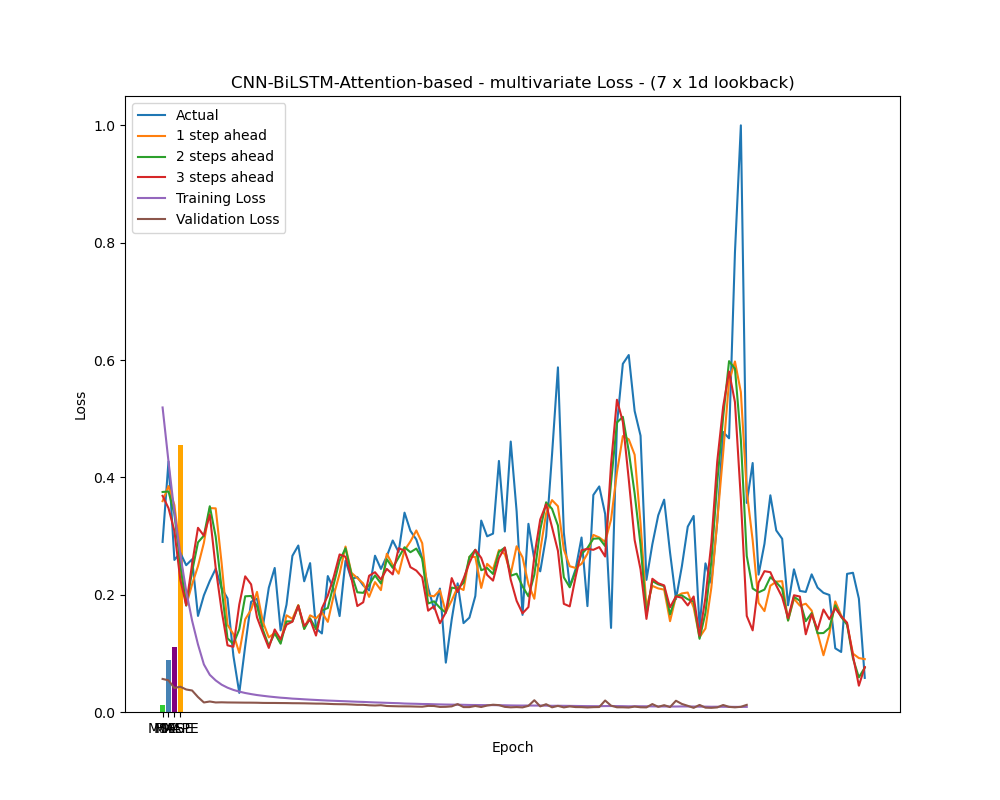 CNN-BiLSTM-Attention-based - multivariate Loss - (7 x 1d lookback)
Actual
1 step ahead
2 steps ahead
3 steps ahead
Training Loss
Validation Loss
1.0
0.8
0.6
0.4
0.2
0.0
Loss
Epoch